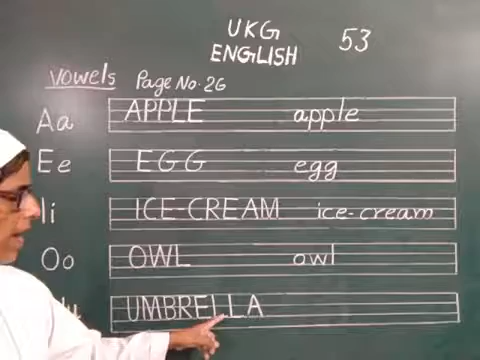 UKG 53
ENGLISH
vowels Page No. 26
Aa APPLE apple
Ee EGG egg
Ii ICE-CREAM ice-cream
Oo OWL owl
UMBRELLA